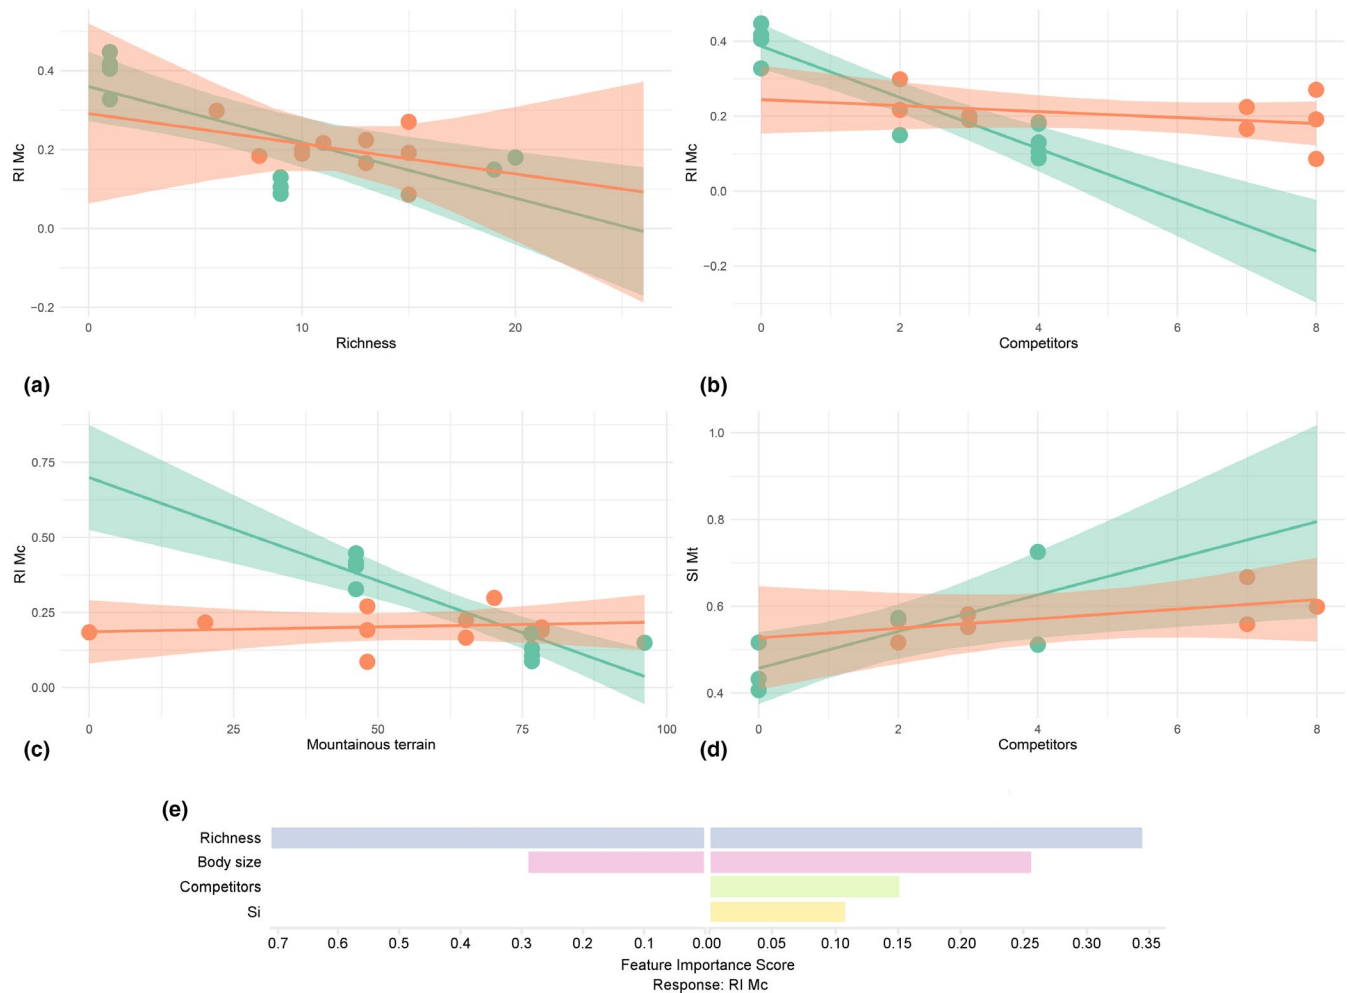 RI Mc
0.4
0.2
0.0
−0.2
0
10
20
Richness
(a)
RI Mc
0.4
0.2
0.0
−0.2
0
2
4
6
8
Competitors
(b)
RI Mc
0.75
0.50
0.25
0.00
0
25
50
75
100
Mountainous terrain
(c)
SI Mt
1.0
0.8
0.6
0.4
0
2
4
6
8
Competitors
(d)
(e)
Richness
Body size
Competitors
Si
0.7 0.6 0.5 0.4 0.3 0.2 0.1 0.00 0.05 0.10 0.15 0.20 0.25 0.30 0.35
Feature Importance Score
Response: RI Mc